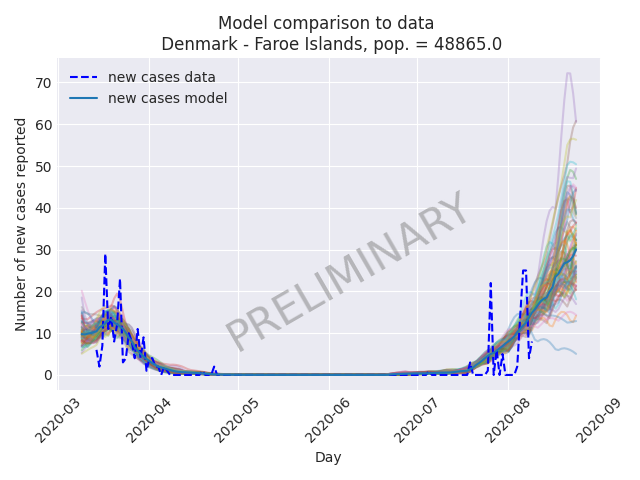 Model comparison to data
Denmark - Faroe Islands, pop. = 48865.0
new cases data
new cases model
PRELIMINARY
Number of new cases reported
70
60
50
40
30
20
10
0
2020-03
2020-04
2020-05
2020-06
2020-07
2020-08
2020-09
Day